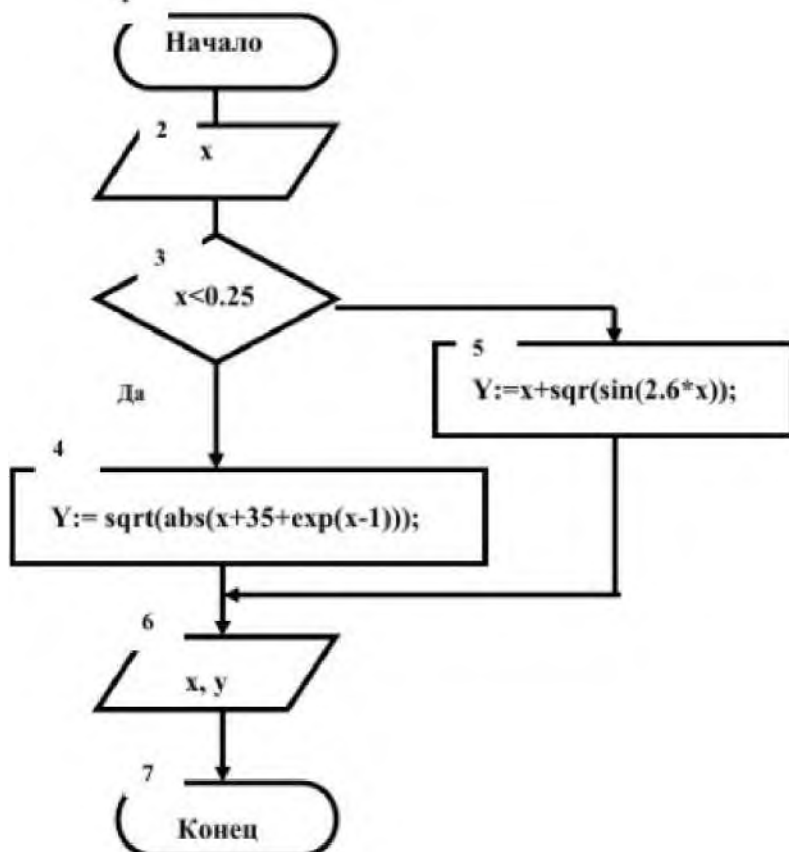 Начало
2
x
3
x<0.25
5
Y:=x+sqr(sin(2.6*x));
Да
4
Y:= sqrt(abs(x+35+exp(x-1)));
6
x, y
7
Конец